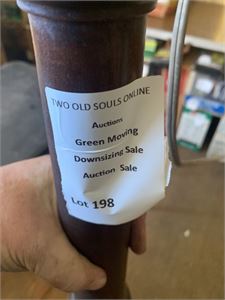 TWO OLD SOULS ONLINE
Auctions
Green Moving
Downsizing Sale
Auction Sale
Lot 198